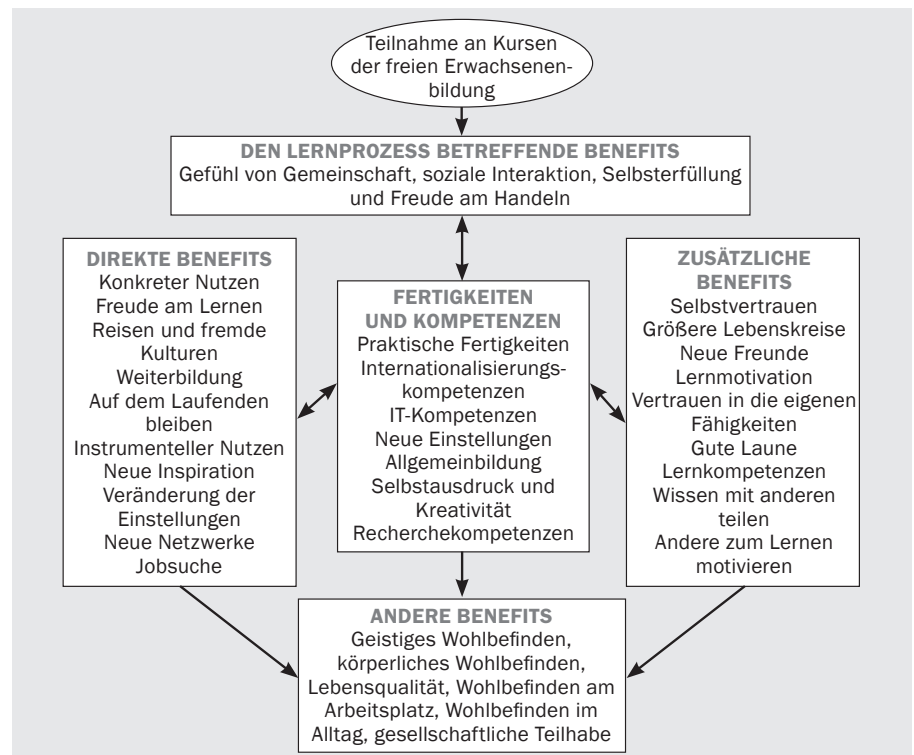 Teilnahme an Kursen
der freien Erwachsenen-
bildung
DEN LERNPROZESS BETREFFENDE BENEFITS
Gefühl von Gemeinschaft, soziale Interaktion, Selbsterfüllung
und Freude am Handeln
DIREKTE BENEFITS
Konkreter Nutzen
Freude am Lernen
Reisen und fremde
Kulturen
Weiterbildung
Auf dem Laufenden
bleiben
Instrumenteller Nutzen
Neue Inspiration
Veränderung der
Einstellungen
Neue Netzwerke
Jobsuche
FERTIGKEITEN
UND KOMPETENZEN
Praktische Fertigkeiten
Internationalisierungs-
kompetenzen
IT-Kompetenzen
Neue Einstellungen
Allgemeinbildung
Selbstausdruck und
Kreativität
Recherchekompetenzen
ZUSÄTZLICHE
BENEFITS
Selbstvertrauen
Größere Lebenskreise
Neue Freunde
Lernmotivation
Vertrauen in die eigenen
Fähigkeiten
Gute Laune
Lernkompetenzen
Wissen mit anderen
teilen
Andere zum Lernen
motivieren
ANDERE BENEFITS
Geistiges Wohlbefinden,
körperliches Wohlbefinden,
Lebensqualität, Wohlbefinden am
Arbeitsplatz, Wohlbefinden im
Alltag, gesellschaftliche Teilhabe